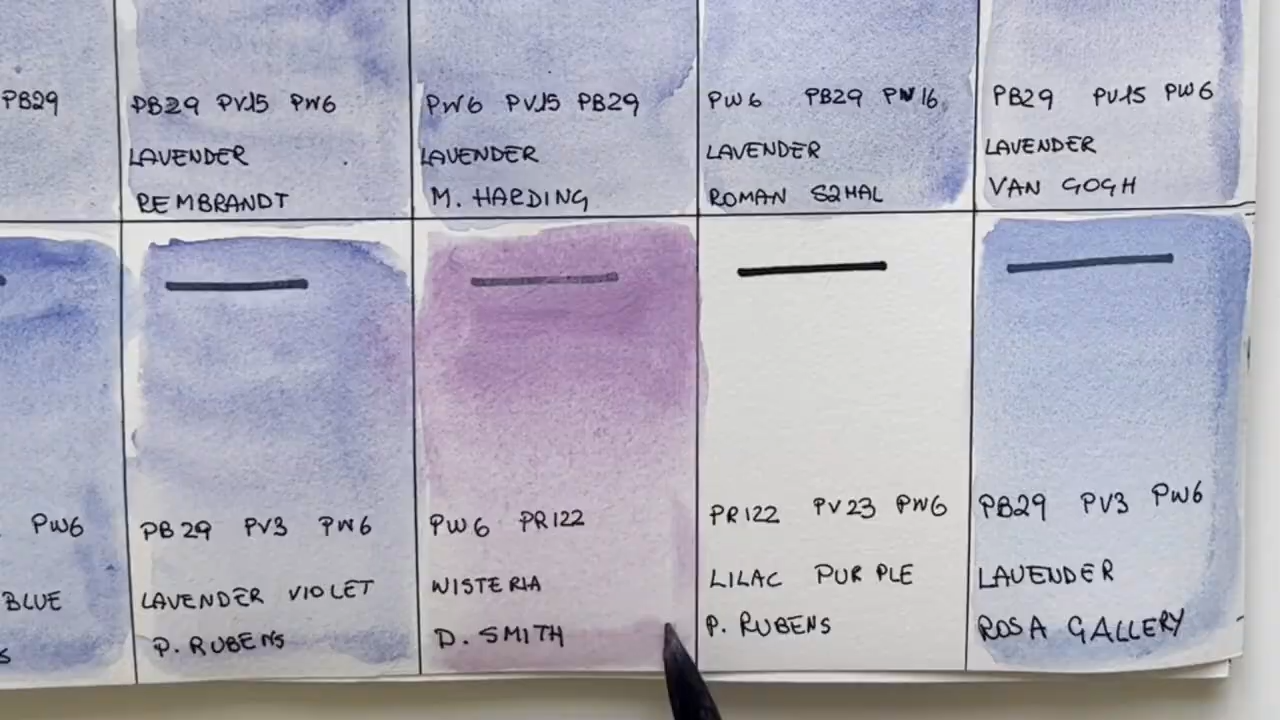 PB29
PB29 PV15 PW6
LAVENDER
REMBRANDT
PW6 PV15 PB29
LAVENDER
M. HARDING
PW6 PB29 PW16
LAVENDER
ROMAN SZMAL
PB29 PV15 PW6
LAVENDER
VAN GOGH
PW6
BLUE
S
PB29 PV3 PW6
LAVENDER VIOLET
P. RUBENS
PW6 PR122
WISTERIA
D. SMITH
PR122 PV23 PW6
LILAC PURPLE
P. RUBENS
PB29 PV3 PW6
LAVENDER
ROSA GALLERY